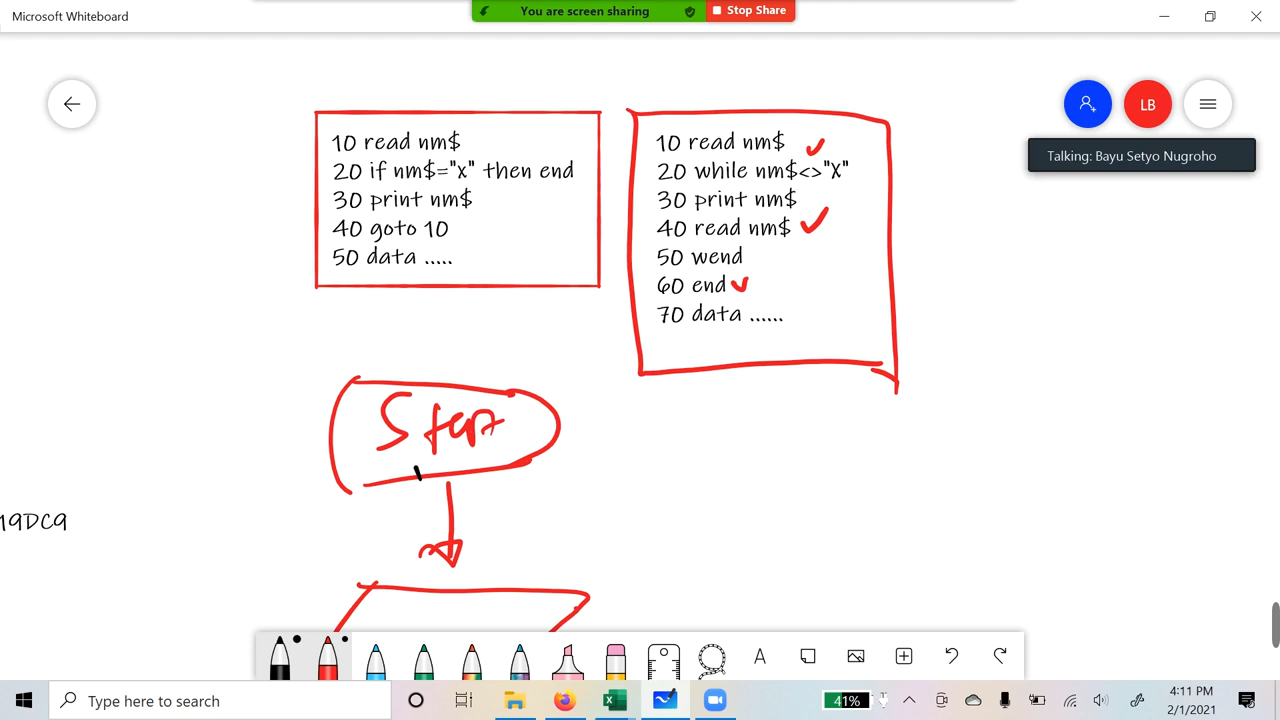 Microsoft Whiteboard
You are screen sharing
Stop Share
LB
Talking: Bayu Setyo Nugroho
10 read nm$
20 if nm$="x" then end
30 print nm$
40 goto 10
50 data .....
10 read nm$
20 while nm$<>"X"
30 print nm$
40 read nm$
50 wend
60 end
70 data ......
Start
19DC9
A
Type here to search
41%
4:11 PM
2/1/2021